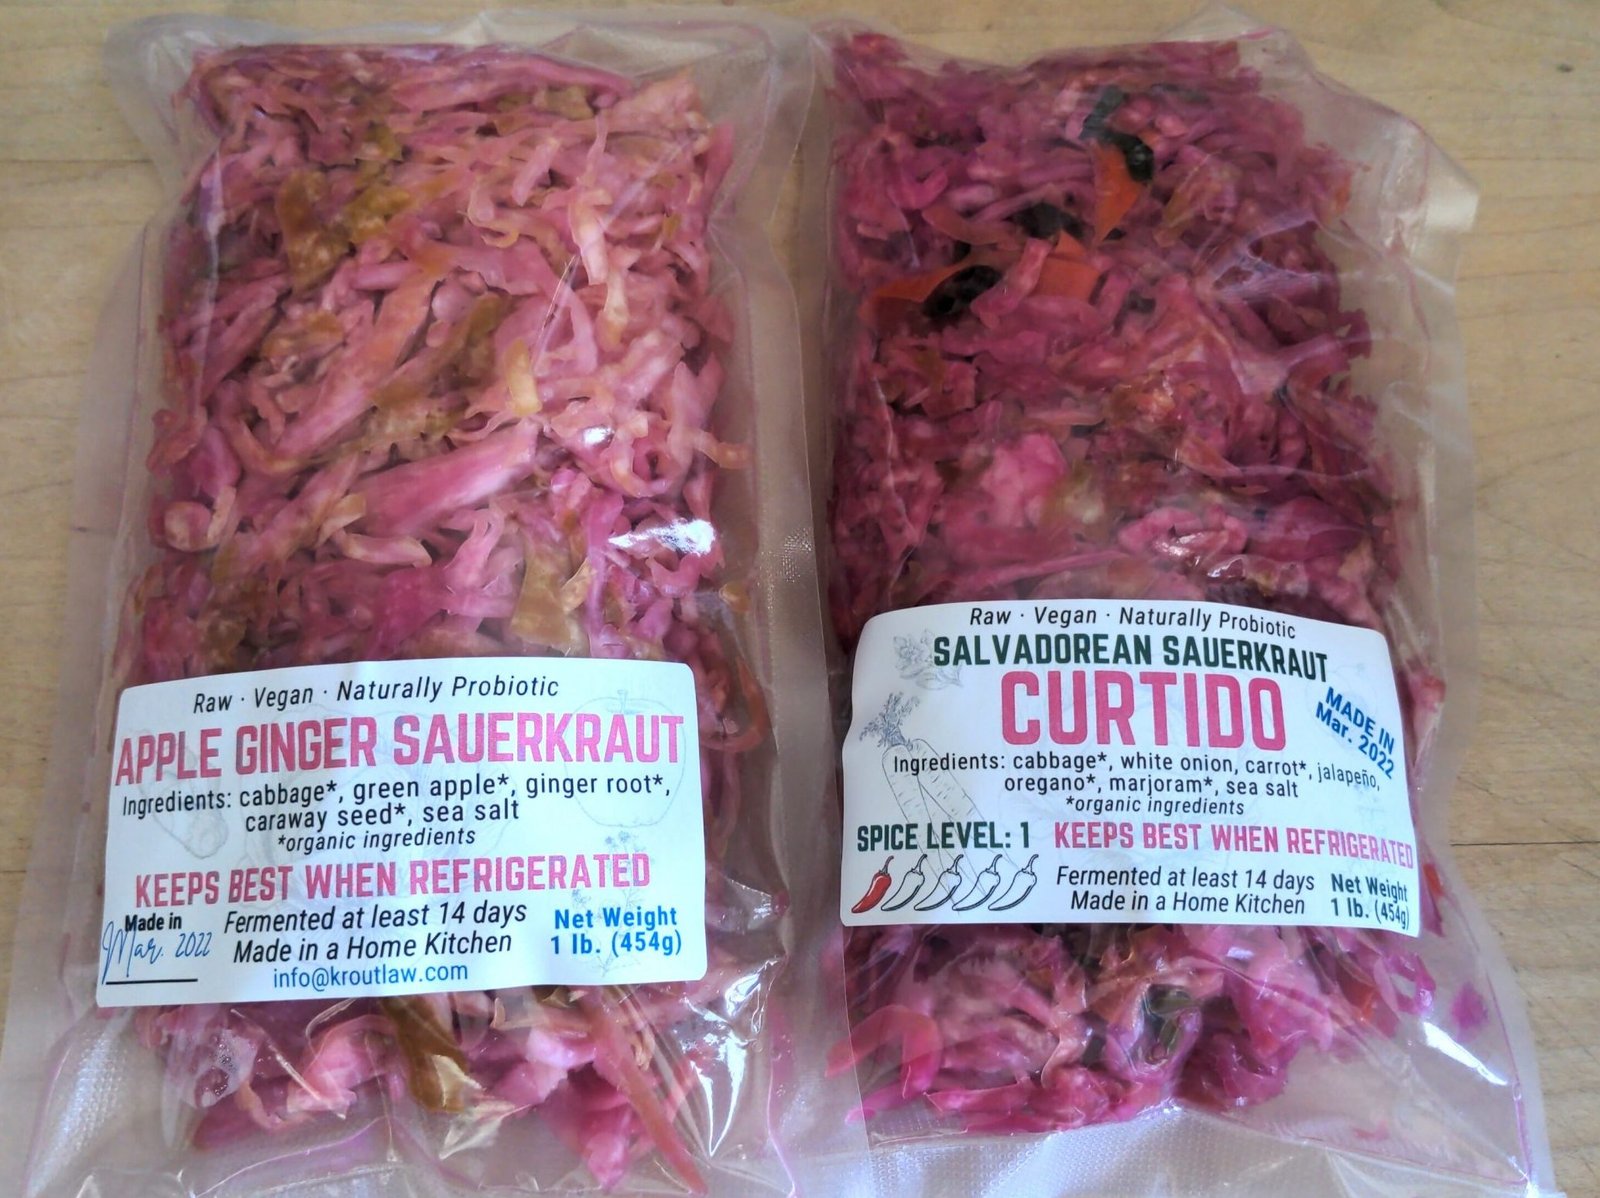 Raw · Vegan · Naturally Probiotic
APPLE GINGER SAUERKRAUT
Ingredients: cabbage*, green apple*, ginger root*,
caraway seed*, sea salt
*organic ingredients
KEEPS BEST WHEN REFRIGERATED
Made in
Mar. 2022
Fermented at least 14 days
Made in a Home Kitchen
info@kroutlaw.com
Net Weight
1 lb. (454g)
Raw · Vegan · Naturally Probiotic
SALVADOREAN SAUERKRAUT
CURTIDO
MADE IN
Mar. 2022
Ingredients: cabbage*, white onion, carrot*, jalapeño,
oregano*, marjoram*, sea salt
*organic ingredients
SPICE LEVEL: 1
KEEPS BEST WHEN REFRIGERATED
Fermented at least 14 days
Made in a Home Kitchen
Net Weight
1 lb. (454g)